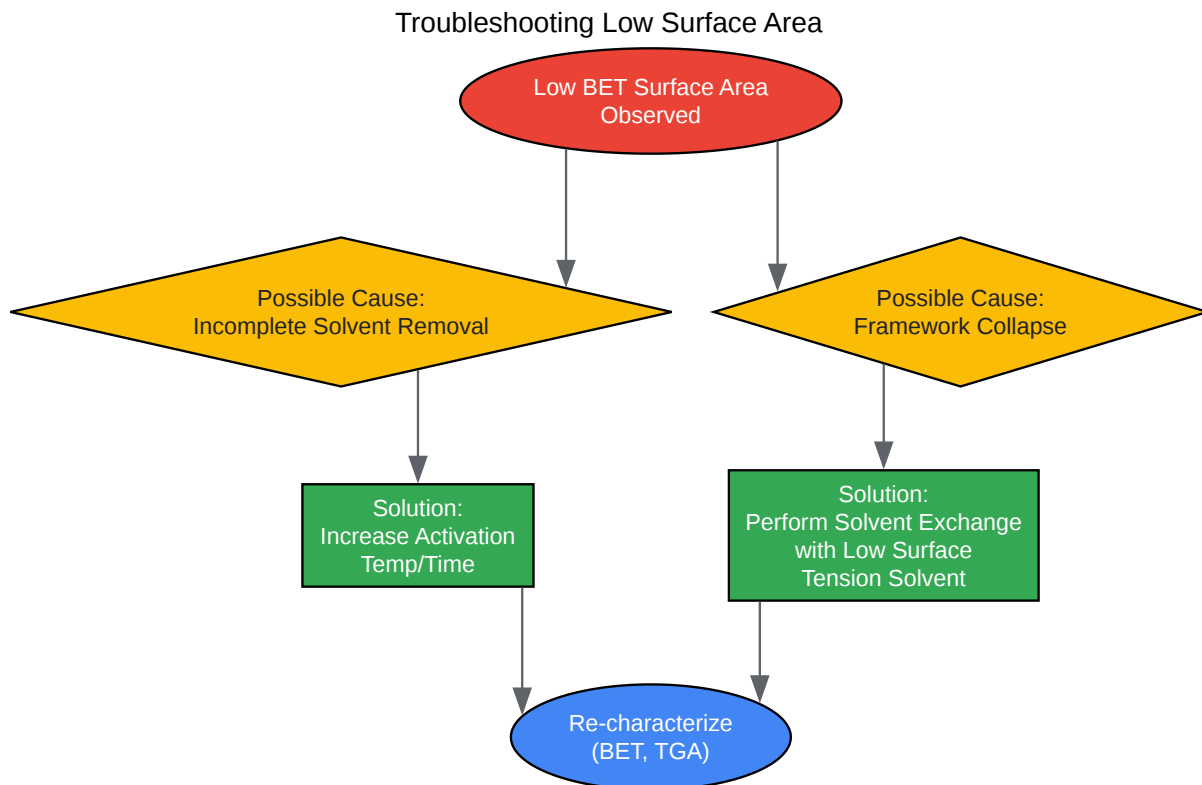 Troubleshooting Low Surface Area
Low BET Surface Area
Observed
Possible Cause:
Incomplete Solvent Removal
Possible Cause:
Framework Collapse
Solution:
Increase Activation
Temp/Time
Solution:
Perform Solvent Exchange
with Low Surface
Tension Solvent
Re-characterize
(BET, TGA)